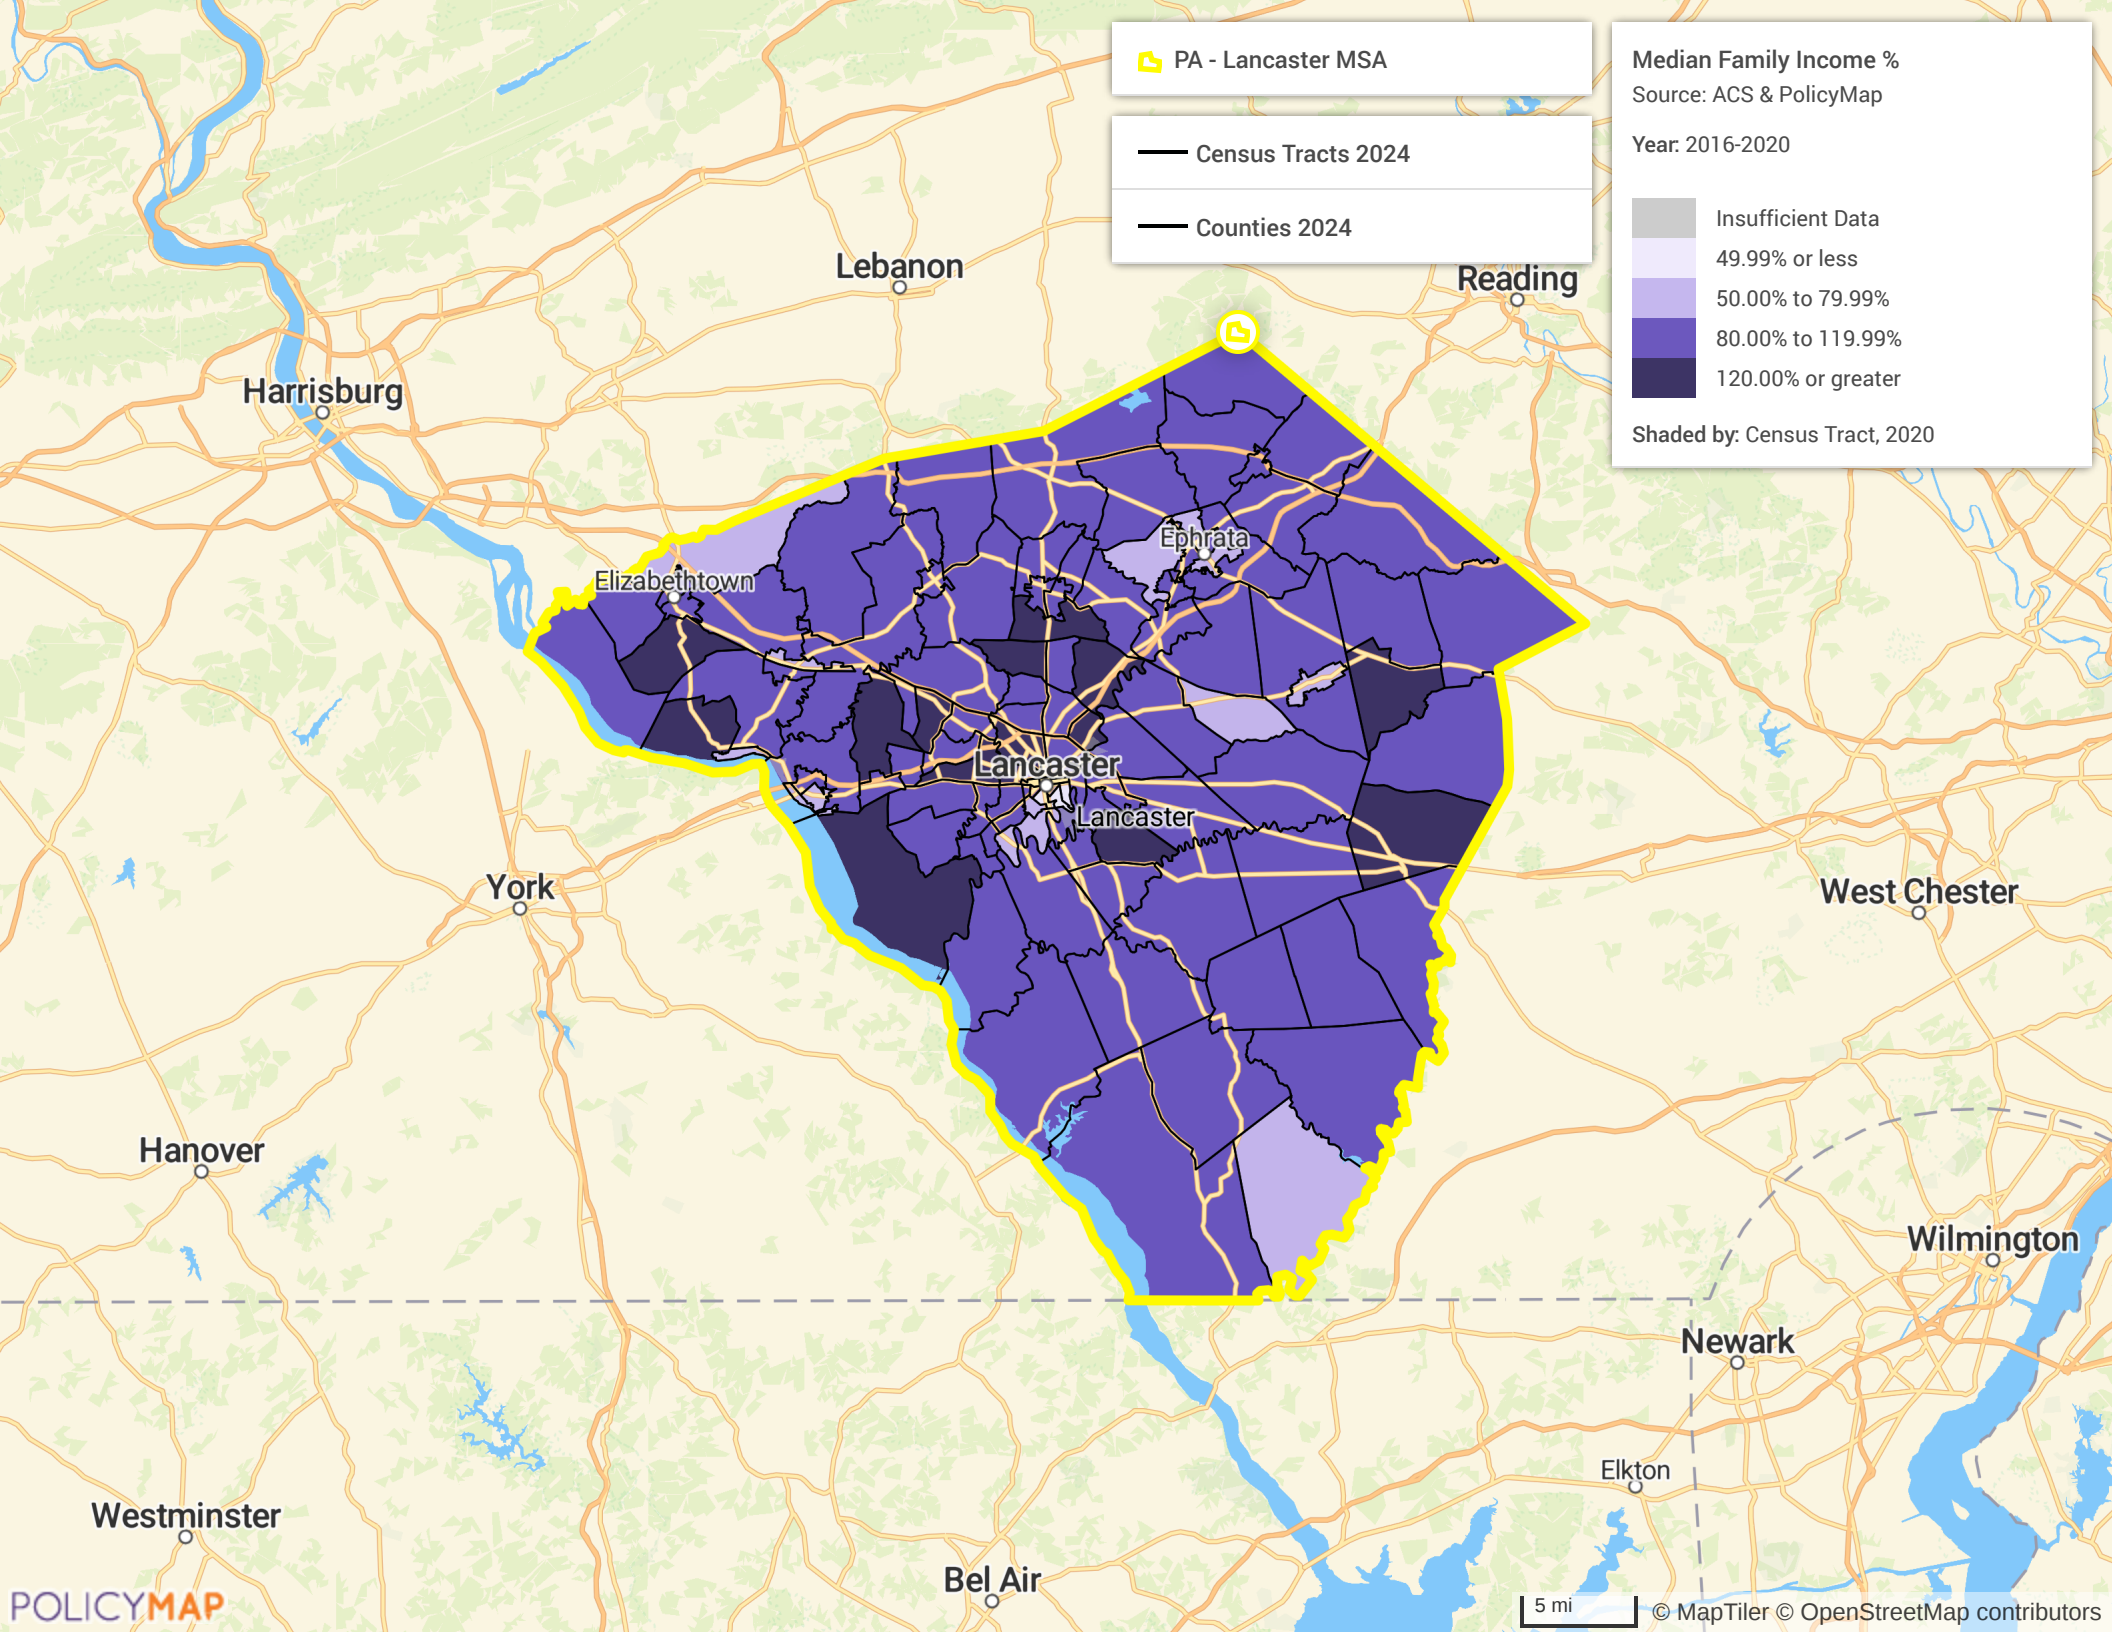 PA - Lancaster MSA
Census Tracts 2024
Counties 2024
Median Family Income %
Source: ACS & PolicyMap
Year: 2016-2020
Insufficient Data
49.99% or less
50.00% to 79.99%
80.00% to 119.99%
120.00% or greater
Shaded by: Census Tract, 2020
Lebanon
Reading
Harrisburg
Ephrata
Elizabethtown
Lancaster
Lancaster
York
West Chester
Hanover
Wilmington
Newark
Elkton
Westminster
Bel Air
POLICYMAP
5 mi
© MapTiler © OpenStreetMap contributors